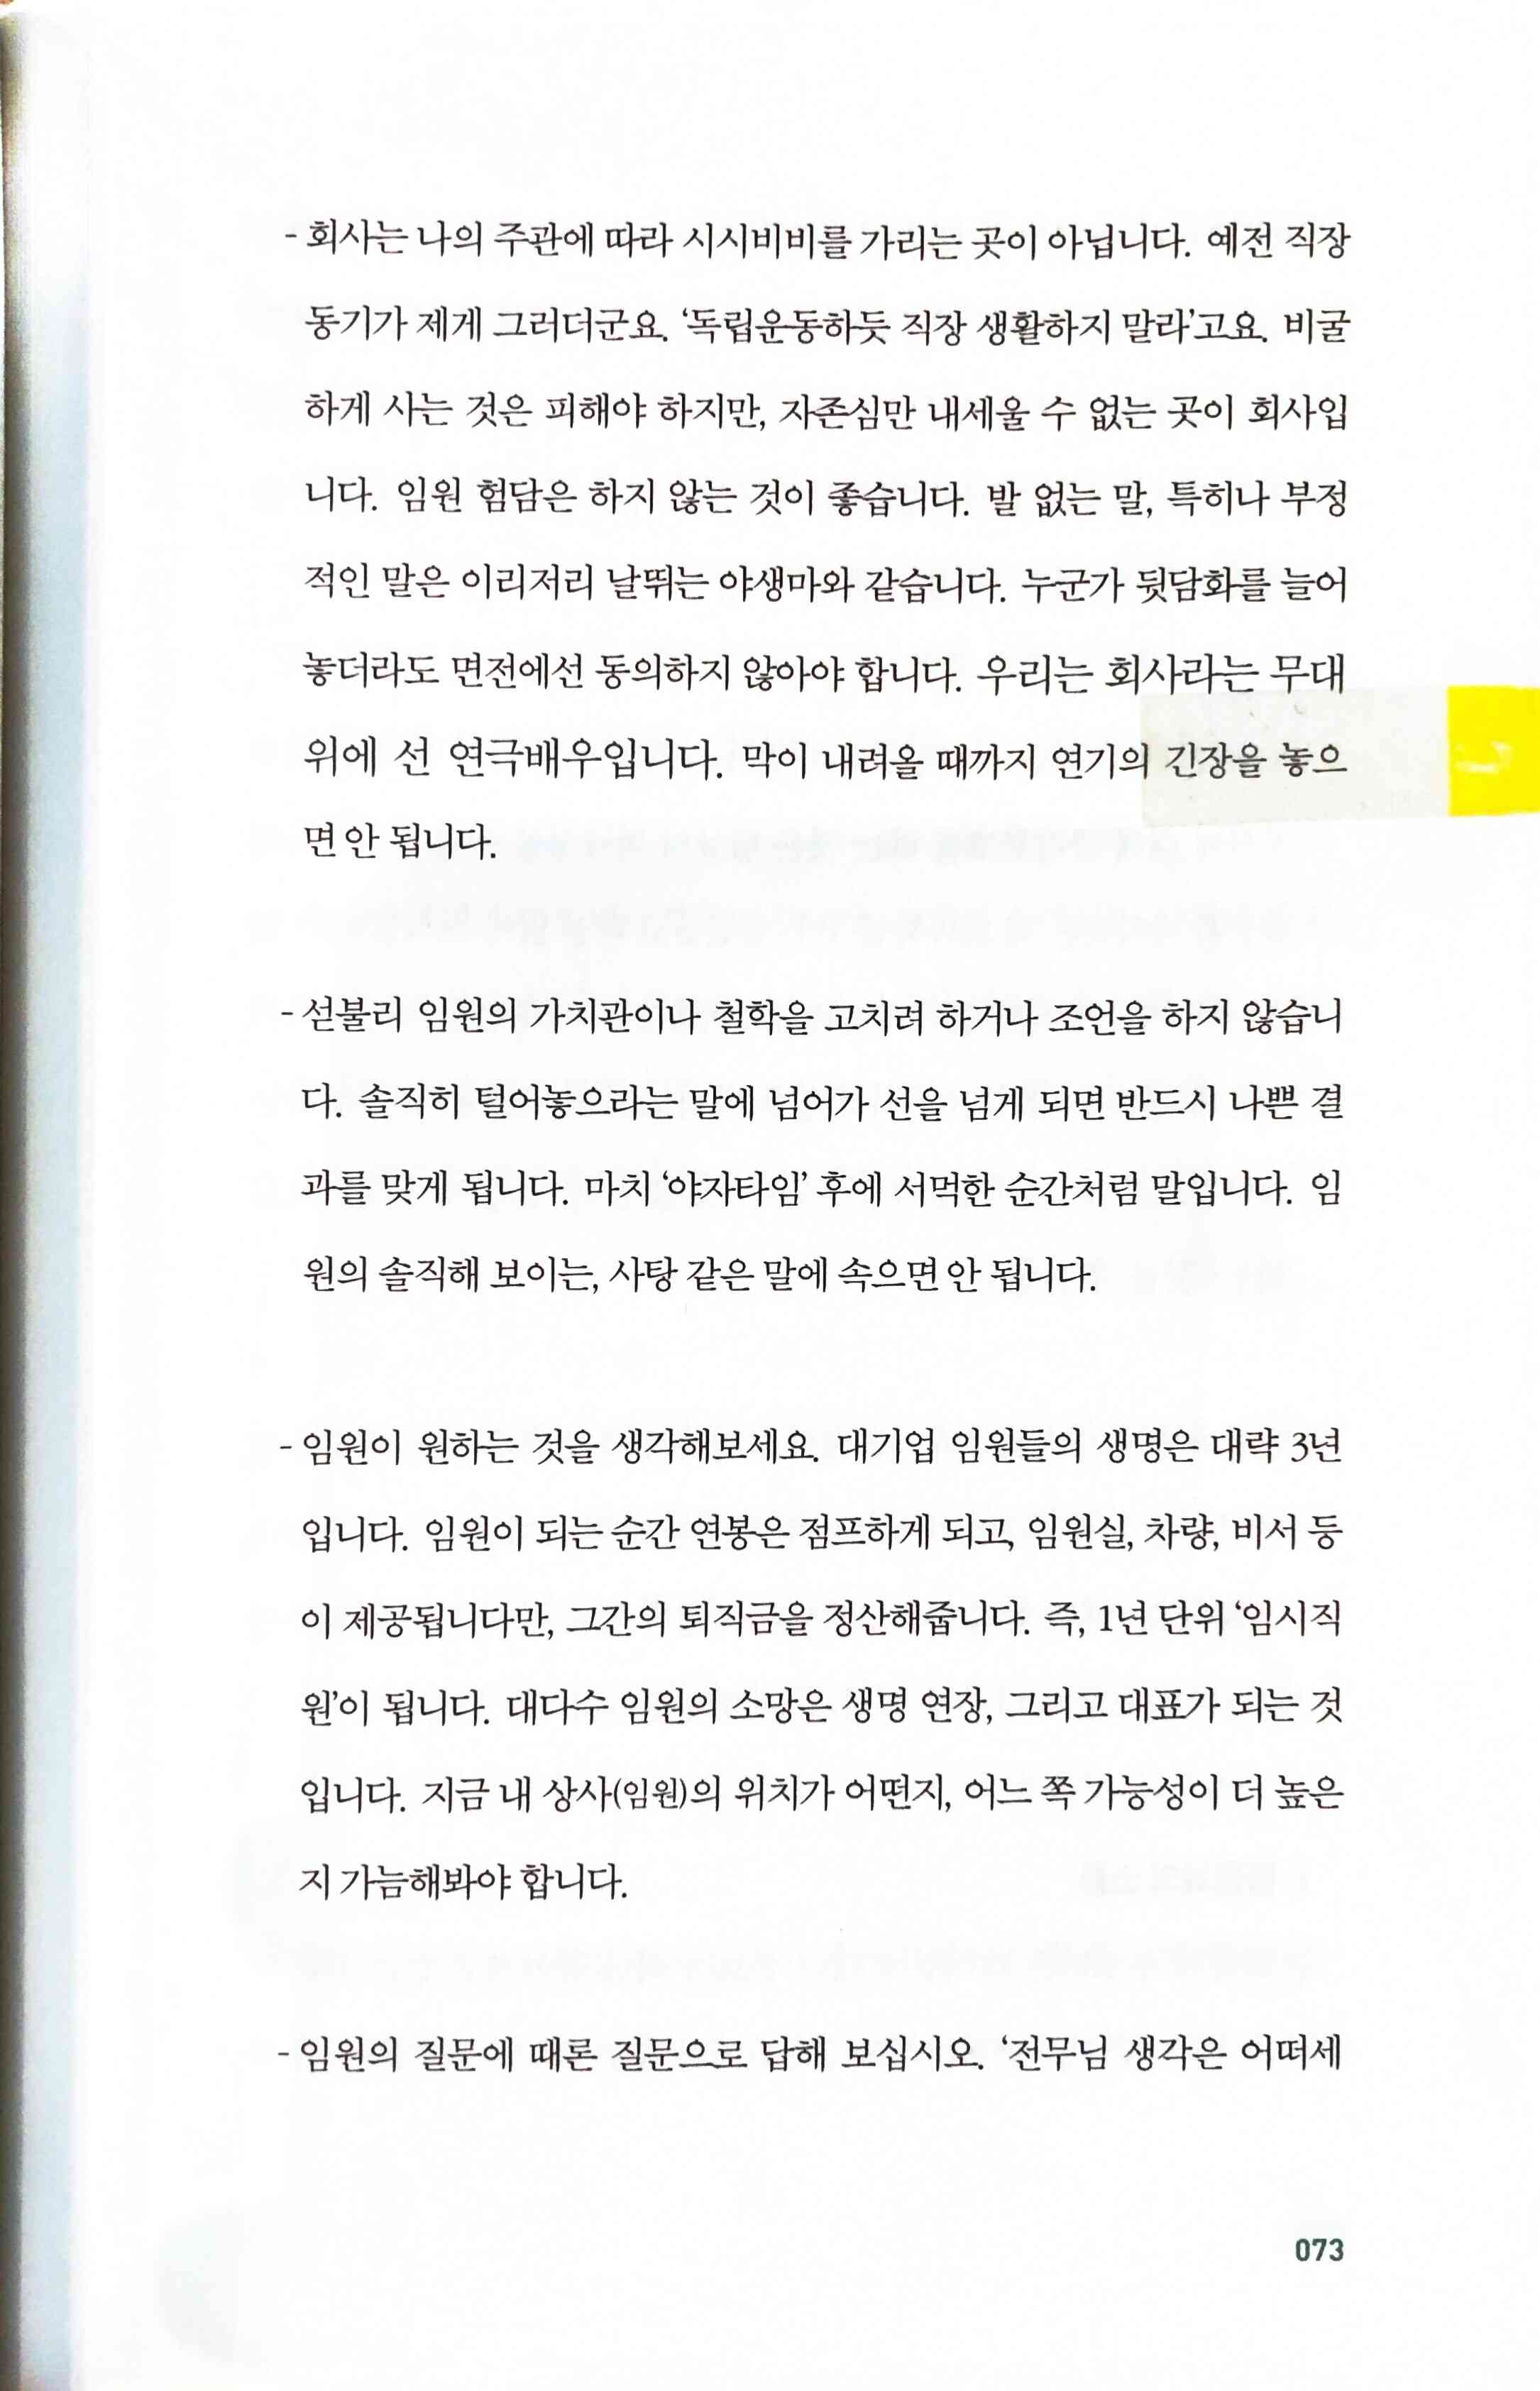 - 회사는 나의 주관에 따라 시시비비를 가리는 곳이 아닙니다. 예전 직장
동기가 제게 그러더군요. ‘독립운동하듯 직장 생활하지 말라’고요. 비굴
하게 사는 것은 피해야 하지만, 자존심만 내세울 수 없는 곳이 회사입
니다. 임원 험담은 하지 않는 것이 좋습니다. 발 없는 말, 특히나 부정
적인 말은 이리저리 날뛰는 야생마와 같습니다. 누군가 뒷담화를 늘어
놓더라도 면전에선 동의하지 않아야 합니다. 우리는 회사라는 무대
위에 선 연극배우입니다. 막이 내려올 때까지 연기의 긴장을 놓으
면 안 됩니다.
- 섣불리 임원의 가치관이나 철학을 고치려 하거나 조언을 하지 않습니
다. 솔직히 털어놓으라는 말에 넘어가 선을 넘게 되면 반드시 나쁜 결
과를 맞게 됩니다. 마치 ‘야자타임’ 후에 서먹한 순간처럼 말입니다. 임
원의 솔직해 보이는, 사탕 같은 말에 속으면 안 됩니다.
- 임원이 원하는 것을 생각해보세요. 대기업 임원들의 생명은 대략 3년
입니다. 임원이 되는 순간 연봉은 점프하게 되고, 임원실, 차량, 비서 등
이 제공됩니다만, 그간의 퇴직금을 정산해줍니다. 즉, 1년 단위 ‘임시직
원’이 됩니다. 대다수 임원의 소망은 생명 연장, 그리고 대표가 되는 것
입니다. 지금 내 상사(임원)의 위치가 어떤지, 어느 쪽 가능성이 더 높은
지 가늠해봐야 합니다.
- 임원의 질문에 때론 질문으로 답해 보십시오. ‘전무님 생각은 어떠세
073